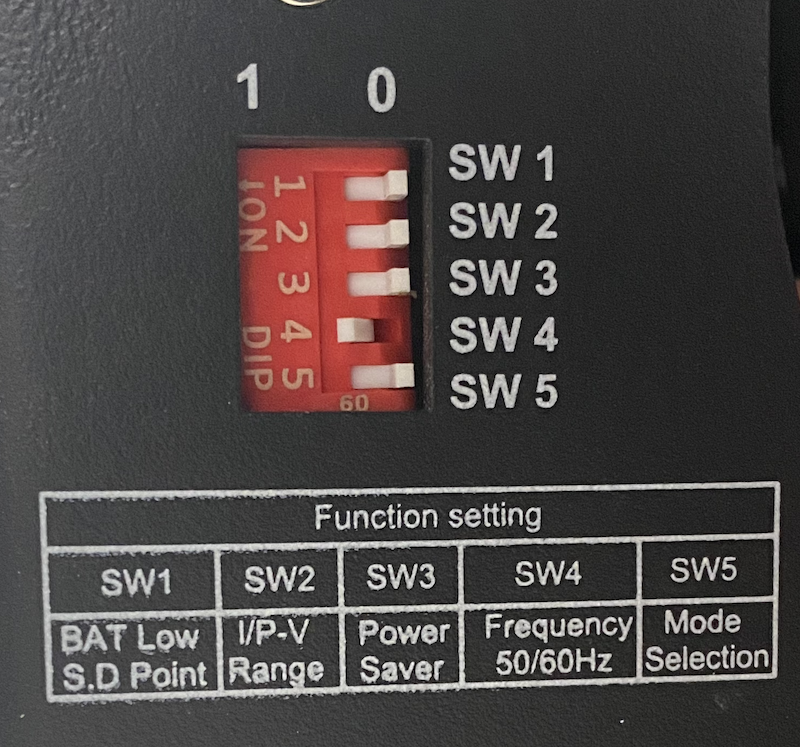 1 0
SW 1
SW 2
SW 3
SW 4
SW 5
ON
DIP
1
2
3
4
5
60
Function setting
SW1 SW2 SW3 SW4 SW5
BAT Low I/P-V Power Frequency Mode
S.D Point Range Saver 50/60Hz Selection